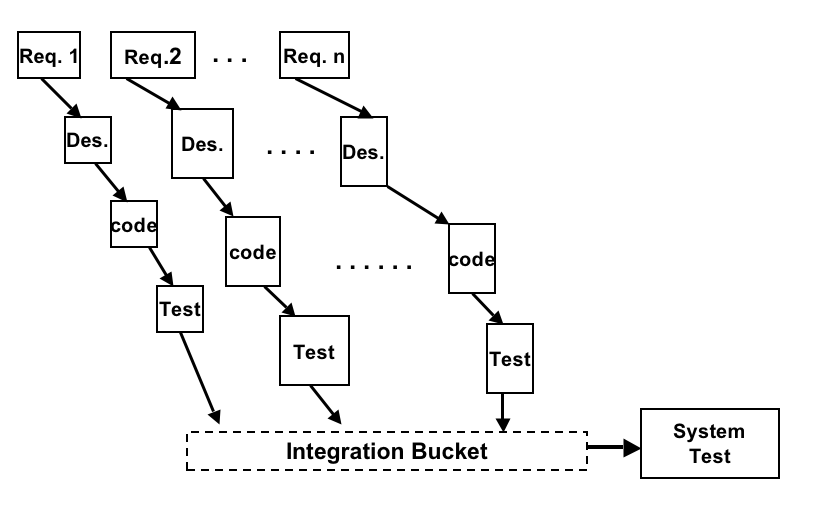 Req. 1
Req.2
. . .
Req. n
Des.
Des.
. . . .
Des.
code
code
. . . . . .
code
Test
Test
Test
Integration Bucket
System
Test